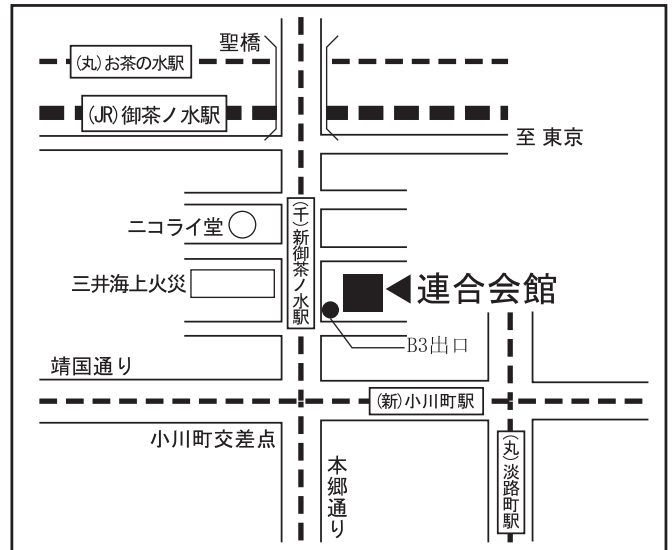 聖橋
(丸)お茶の水駅
(JR)御茶ノ水駅
至 東京
ニコライ堂
(千)新御茶ノ水駅
三井海上火災
連合会館
B3出口
靖国通り
(新)小川町駅
小川町交差点
本郷通り
(丸)淡路町駅